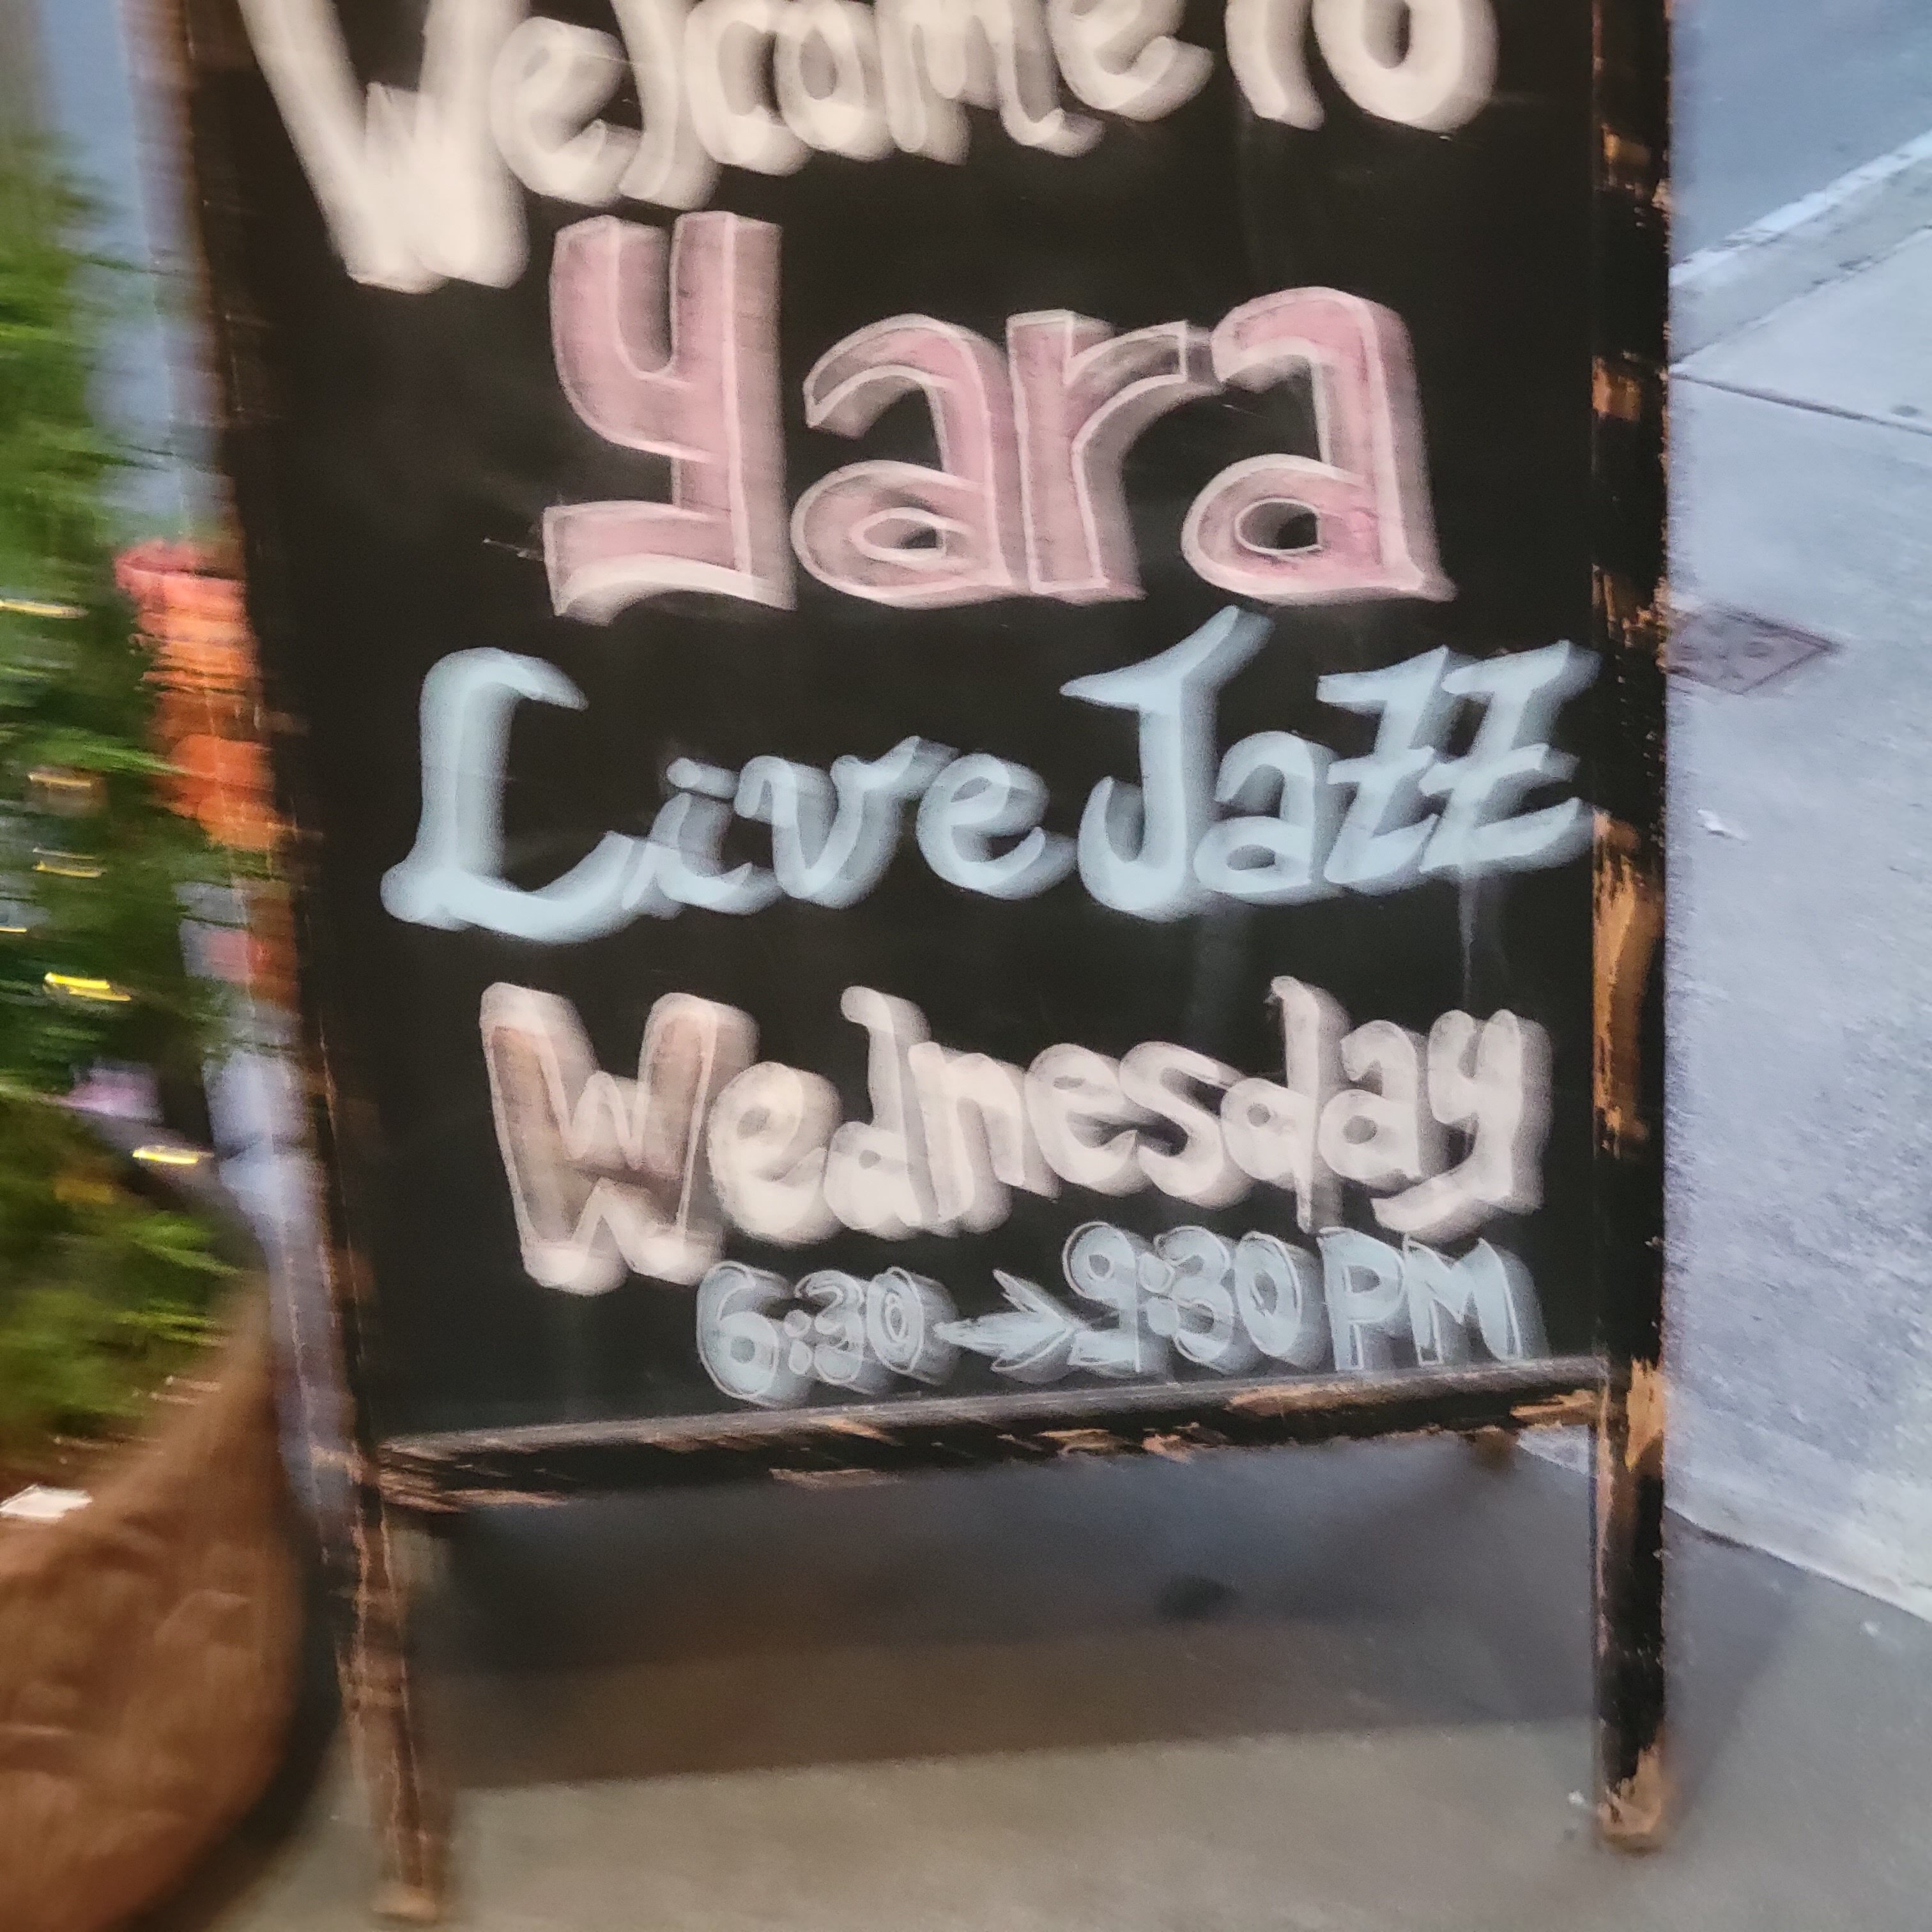 Welcome To
Yara
Live Jazz
Wednesday
6:30 → 9:30 PM